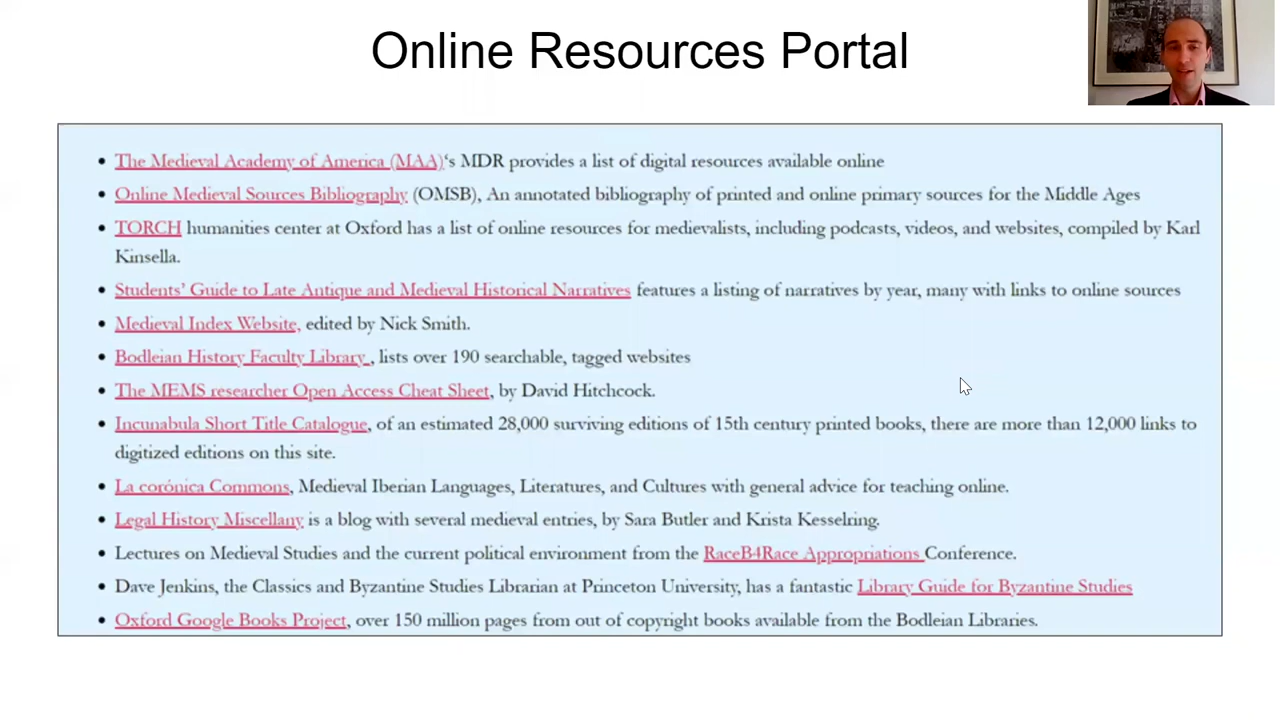 Online Resources Portal
• The Medieval Academy of America (MAA)'s MDR provides a list of digital resources available online
• Online Medieval Sources Bibliography (OMSB), An annotated bibliography of printed and online primary sources for the Middle Ages
• TORCH humanities center at Oxford has a list of online resources for medievalists, including podcasts, videos, and websites, compiled by Karl
Kinsella.
• Students' Guide to Late Antique and Medieval Historical Narratives features a listing of narratives by year, many with links to online sources
• Medieval Index Website, edited by Nick Smith.
• Bodleian History Faculty Library , lists over 190 searchable, tagged websites
• The MEMS researcher Open Access Cheat Sheet, by David Hitchcock.
• Incunabula Short Title Catalogue, of an estimated 28,000 surviving editions of 15th century printed books, there are more than 12,000 links to
digitized editions on this site.
• La corónica Commons, Medieval Iberian Languages, Literatures, and Cultures with general advice for teaching online.
• Legal History Miscellany is a blog with several medieval entries, by Sara Butler and Krista Kesselring.
• Lectures on Medieval Studies and the current political environment from the RaceB4Race Appropriations Conference.
• Dave Jenkins, the Classics and Byzantine Studies Librarian at Princeton University, has a fantastic Library Guide for Byzantine Studies
• Oxford Google Books Project, over 150 million pages from out of copyright books available from the Bodleian Libraries.